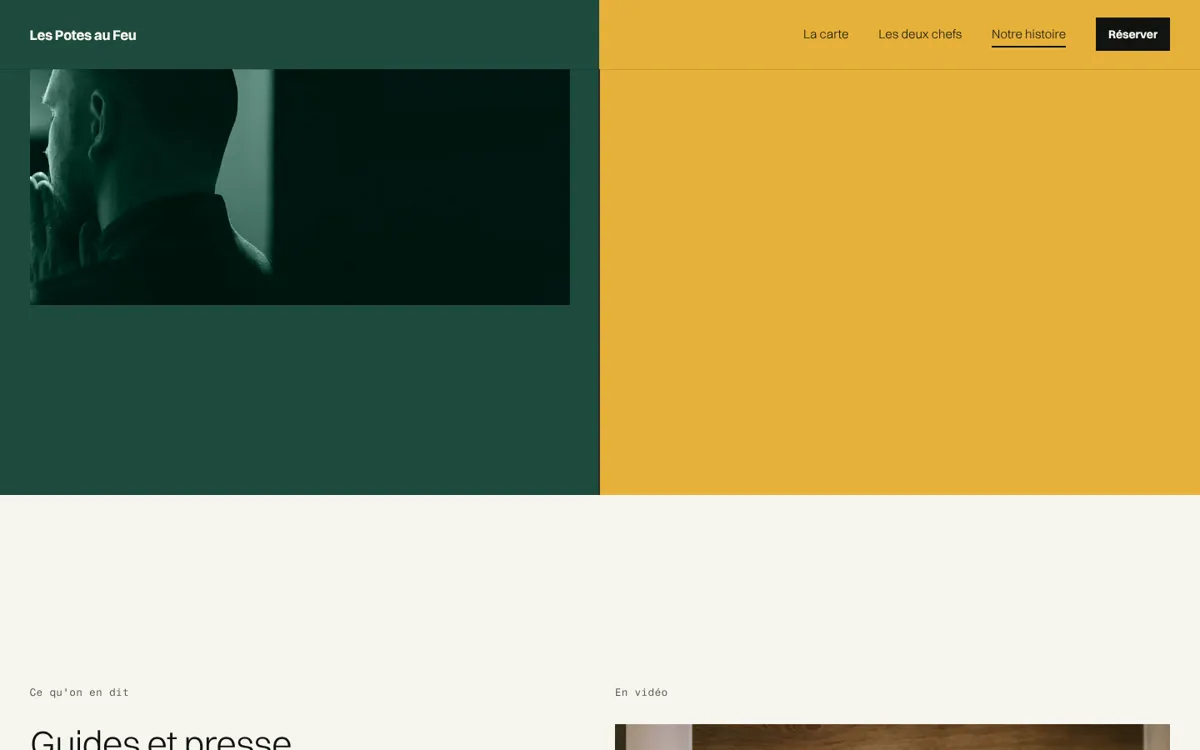 Les Potes au Feu
La carte
Les deux chefs
Notre histoire
Réserver
Ce qu'on en dit
Guides et presse
En vidéo